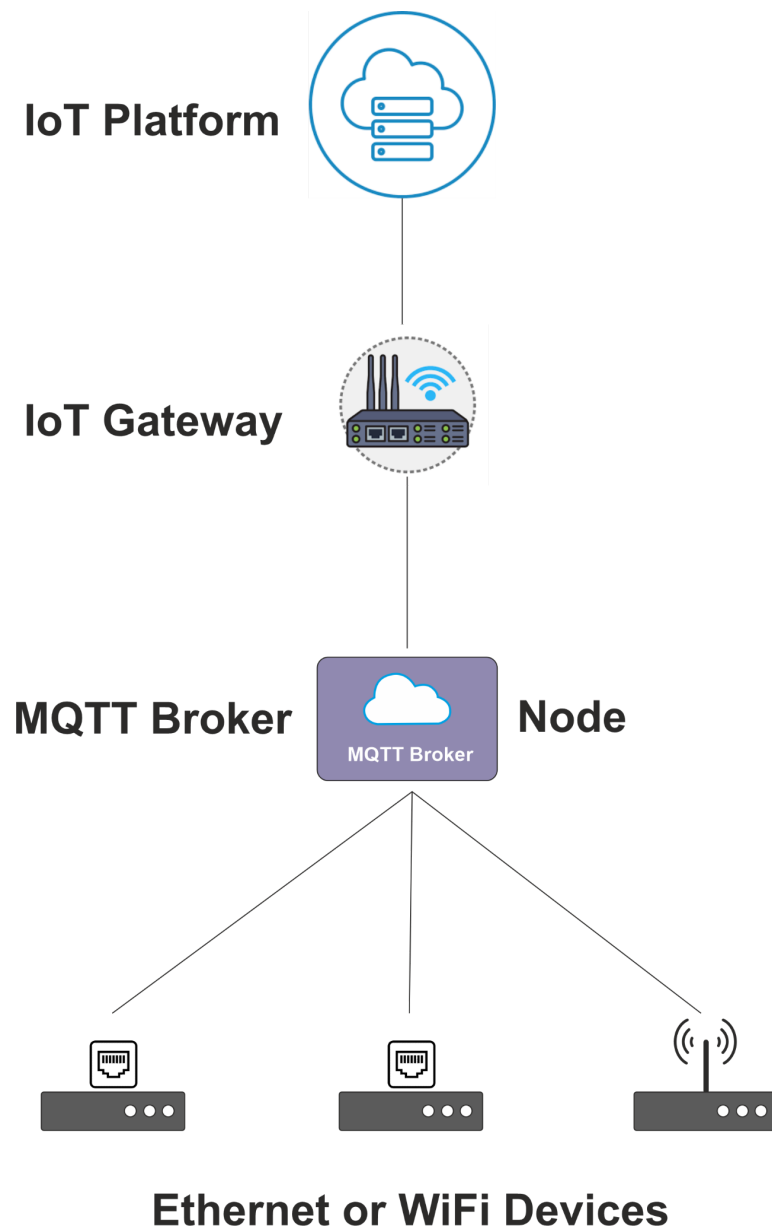 IoT Platform
IoT Gateway
MQTT Broker
MQTT Broker
Node
Ethernet or WiFi Devices